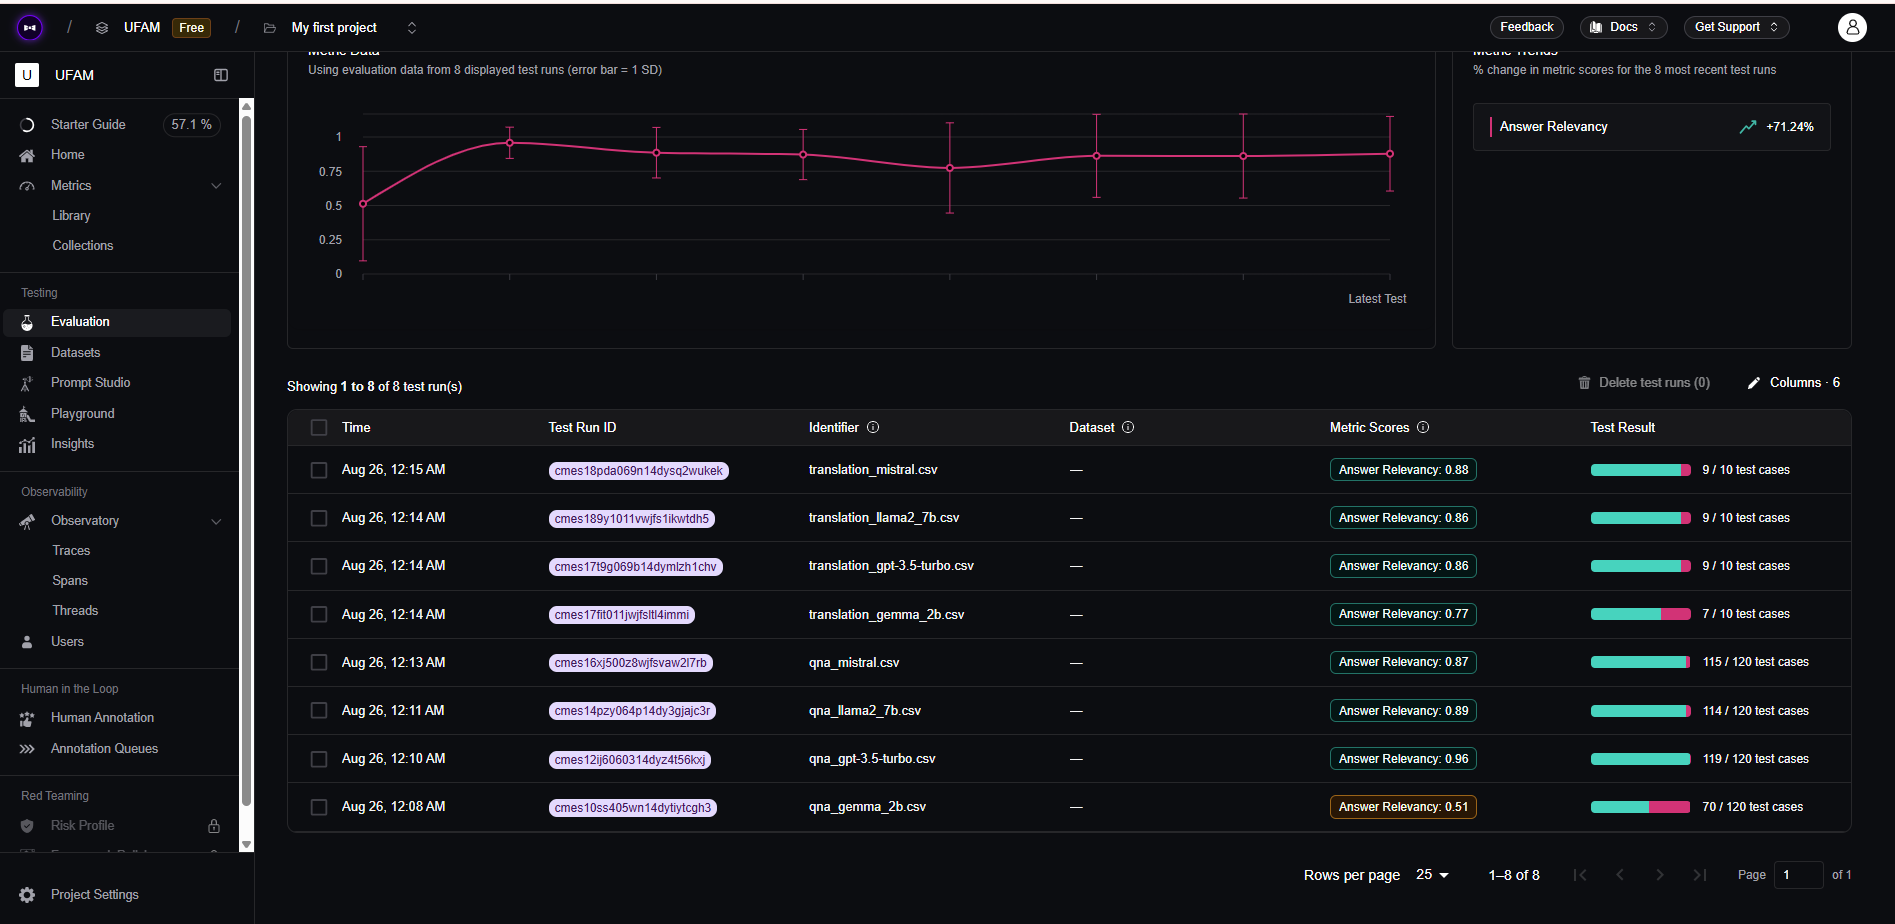 / UFAM Free / My first project
Feedback Docs Get Support
U UFAM
Starter Guide 57.1 %
Home
Metrics
Library
Collections
Testing
Evaluation
Datasets
Prompt Studio
Playground
Insights
Observability
Observatory
Traces
Spans
Threads
Users
Human in the Loop
Human Annotation
Annotation Queues
Red Teaming
Risk Profile
Project Settings
Metric Data
Using evaluation data from 8 displayed test runs (error bar = 1 SD)
1
0.75
0.5
0.25
0
Latest Test
Metric Trends
% change in metric scores for the 8 most recent test runs
Answer Relevancy +71.24%
Showing 1 to 8 of 8 test run(s)
Delete test runs (0) Columns · 6
Time Test Run ID Identifier Dataset Metric Scores Test Result
Aug 26, 12:15 AM cmes18pda069n14dysq2wukek translation_mistral.csv — Answer Relevancy: 0.88 9 / 10 test cases
Aug 26, 12:14 AM cmes189y1011vwjfs1ikwtdh5 translation_llama2_7b.csv — Answer Relevancy: 0.86 9 / 10 test cases
Aug 26, 12:14 AM cmes17t9g069b14dymlzh1chv translation_gpt-3.5-turbo.csv — Answer Relevancy: 0.86 9 / 10 test cases
Aug 26, 12:14 AM cmes17fit011jwjfsltl4immi translation_gemma_2b.csv — Answer Relevancy: 0.77 7 / 10 test cases
Aug 26, 12:13 AM cmes16xj500z8wjfsvaw2l7rb qna_mistral.csv — Answer Relevancy: 0.87 115 / 120 test cases
Aug 26, 12:11 AM cmes14pzy064p14dy3gjajc3r qna_llama2_7b.csv — Answer Relevancy: 0.89 114 / 120 test cases
Aug 26, 12:10 AM cmes12ij6060314dyz4t56kxj qna_gpt-3.5-turbo.csv — Answer Relevancy: 0.96 119 / 120 test cases
Aug 26, 12:08 AM cmes10ss405wn14dytiytcgh3 qna_gemma_2b.csv — Answer Relevancy: 0.51 70 / 120 test cases
Rows per page 25 1–8 of 8 Page 1 of 1